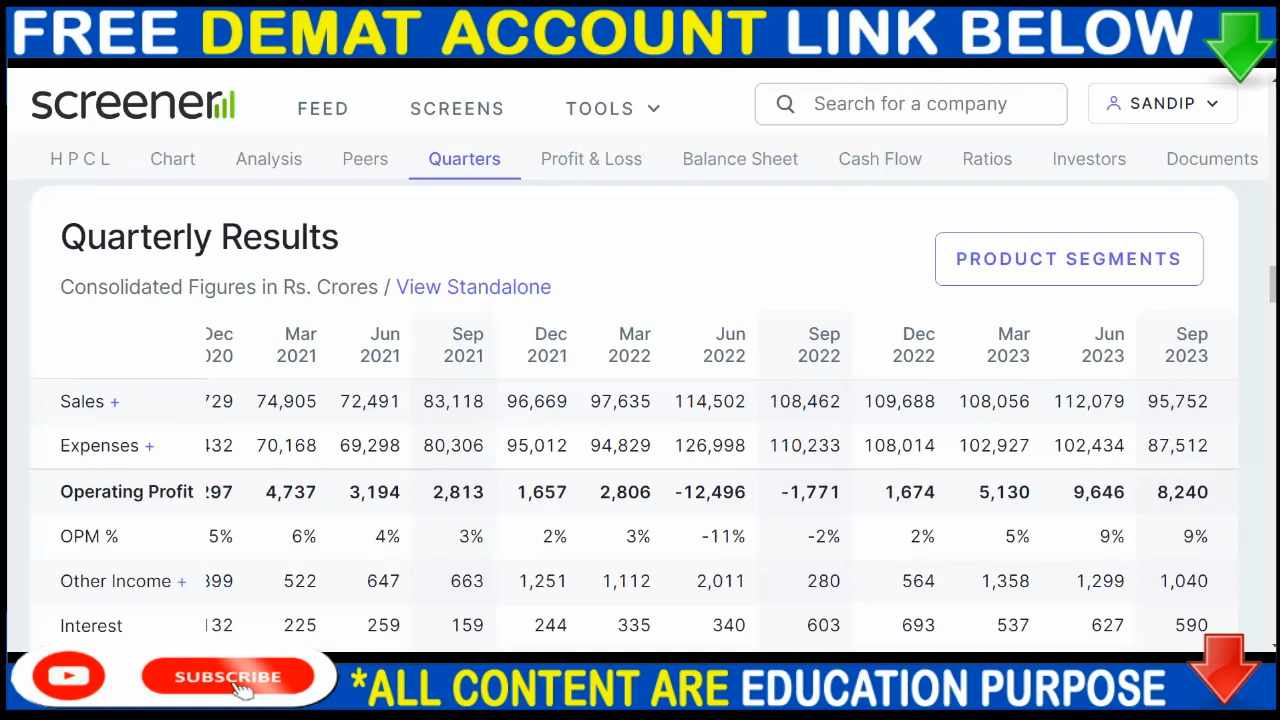 FREE DEMAT ACCOUNT LINK BELOW
screener FEED SCREENS TOOLS Search for a company SANDIP
H P C L Chart Analysis Peers Quarters Profit & Loss Balance Sheet Cash Flow Ratios Investors Documents
Quarterly Results
PRODUCT SEGMENTS
Consolidated Figures in Rs. Crores / View Standalone
Dec Mar Jun Sep Dec Mar Jun Sep Dec Mar Jun Sep
2021 2021 2021 2021 2022 2022 2022 2022 2023 2023 2023
Sales + 74,905 72,491 83,118 96,669 97,635 114,502 108,462 109,688 108,056 112,079 95,752
Expenses + 70,168 69,298 80,306 95,012 94,829 126,998 110,233 108,014 102,927 102,434 87,512
Operating Profit 4,737 3,194 2,813 1,657 2,806 -12,496 -1,771 1,674 5,130 9,646 8,240
OPM % 5% 6% 4% 3% 2% 3% -11% -2% 2% 5% 9% 9%
Other Income + 522 647 663 1,251 1,112 2,011 280 564 1,358 1,299 1,040
Interest 225 259 159 244 335 340 603 693 537 627 590
SUBSCRIBE
*ALL CONTENT ARE EDUCATION PURPOSE